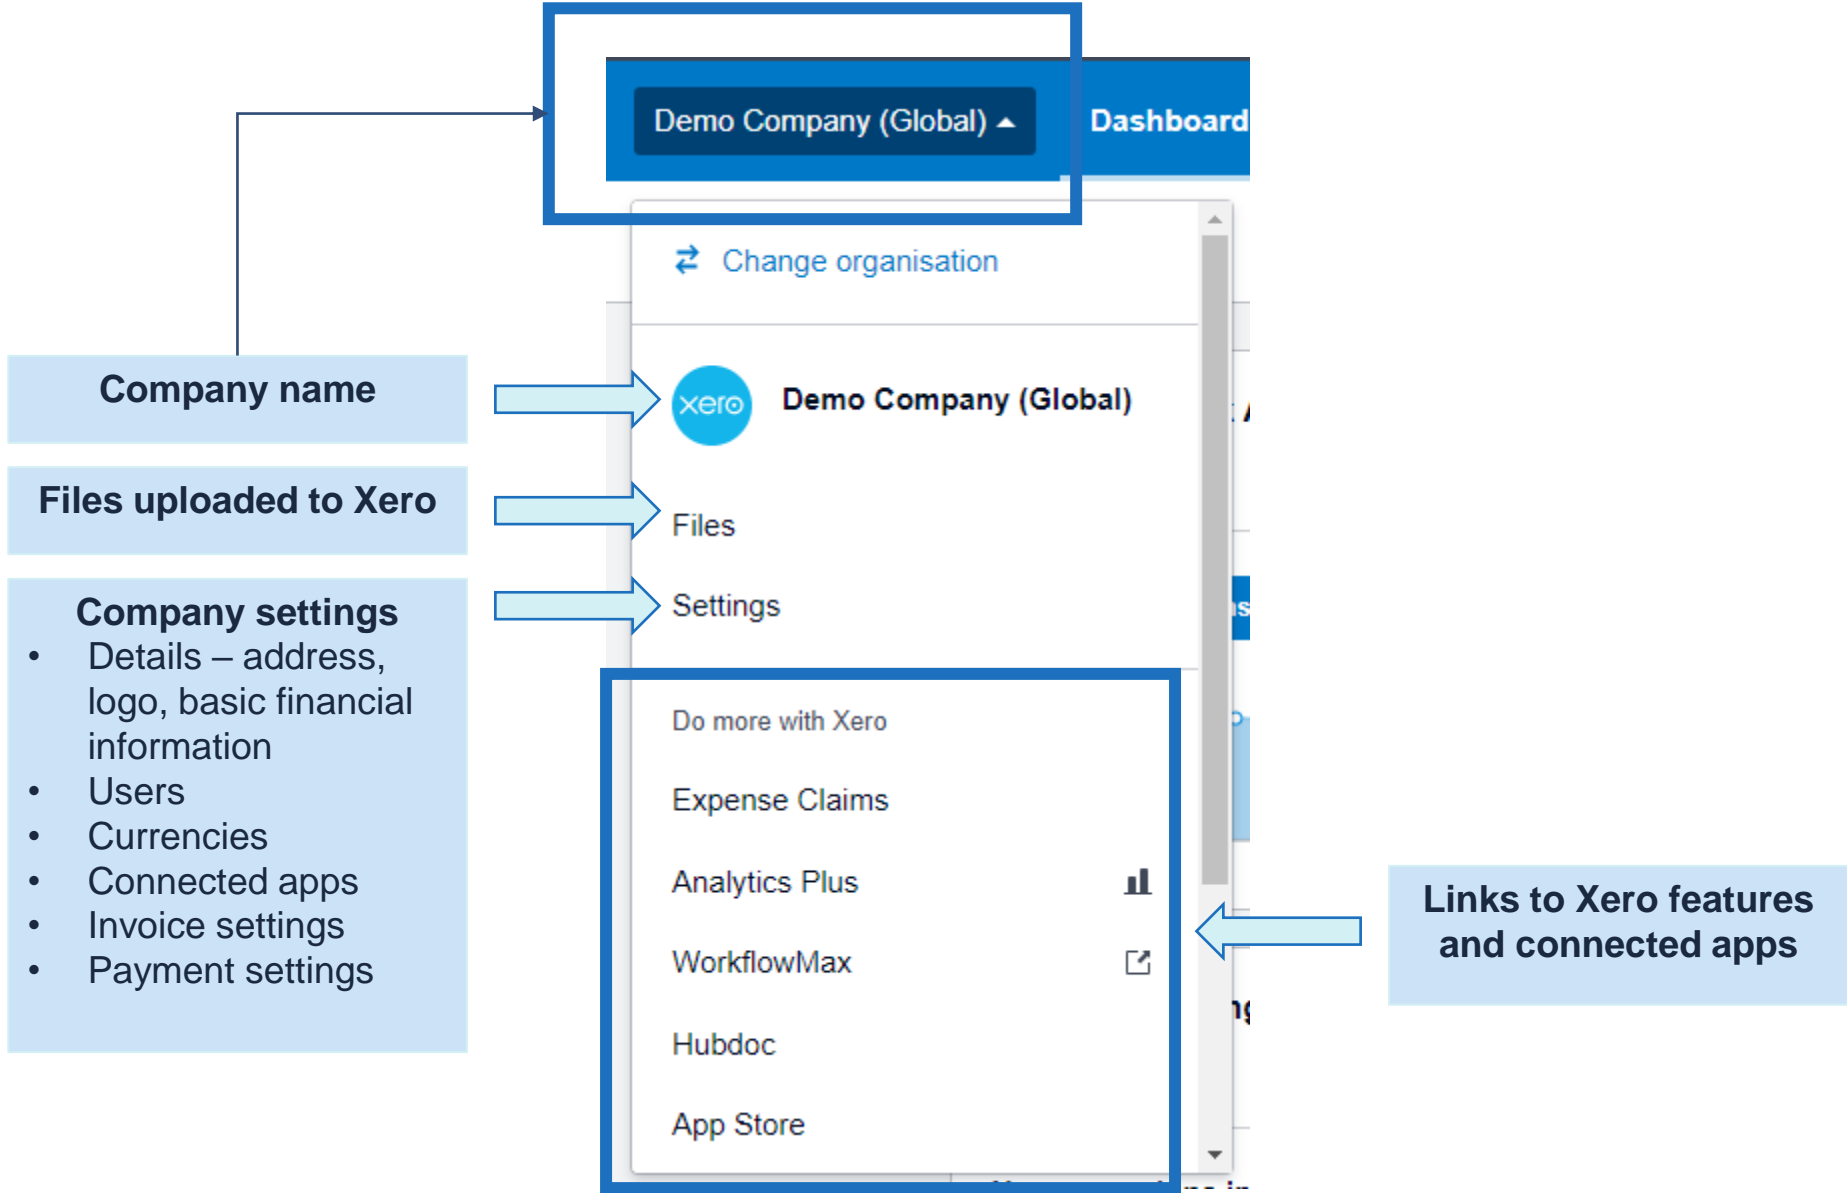 Demo Company (Global)
Dashboard
Change organisation
Company name
xero
Demo Company (Global)
Files uploaded to Xero
Files
Company settings
• Details – address,
logo, basic financial
information
• Users
• Currencies
• Connected apps
• Invoice settings
• Payment settings
Settings
Do more with Xero
Expense Claims
Analytics Plus
WorkflowMax
Hubdoc
App Store
Links to Xero features
and connected apps